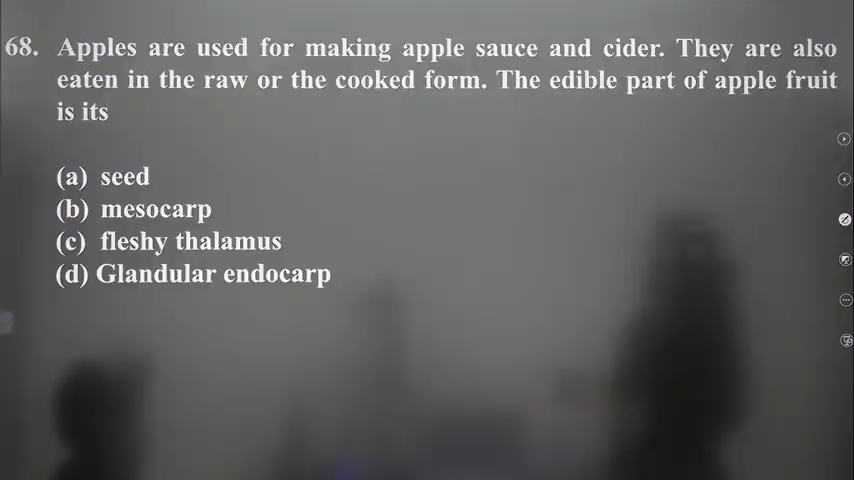 68. Apples are used for making apple sauce and cider. They are also
eaten in the raw or the cooked form. The edible part of apple fruit
is its
(a) seed
(b) mesocarp
(c) fleshy thalamus
(d) Glandular endocarp